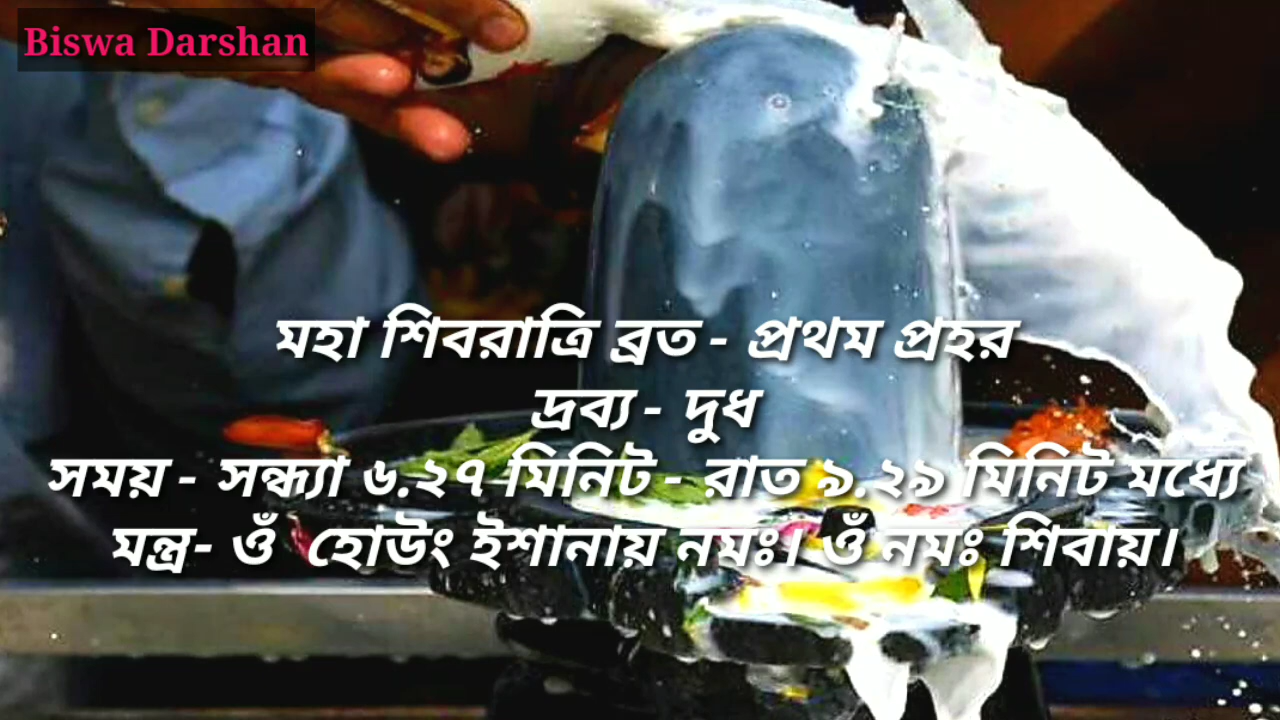 Biswa Darshan
মহা শিবরাত্রি ব্রত - প্রথম প্রহর
দ্রব্য - দুধ
সময় - সন্ধ্যা ৬.২৭ মিনিট - রাত ৯.২৯ মিনিট মধ্যে
মন্ত্র- ওঁ হোউং ইশানায় নমঃ। ওঁ নমঃ শিবায়।